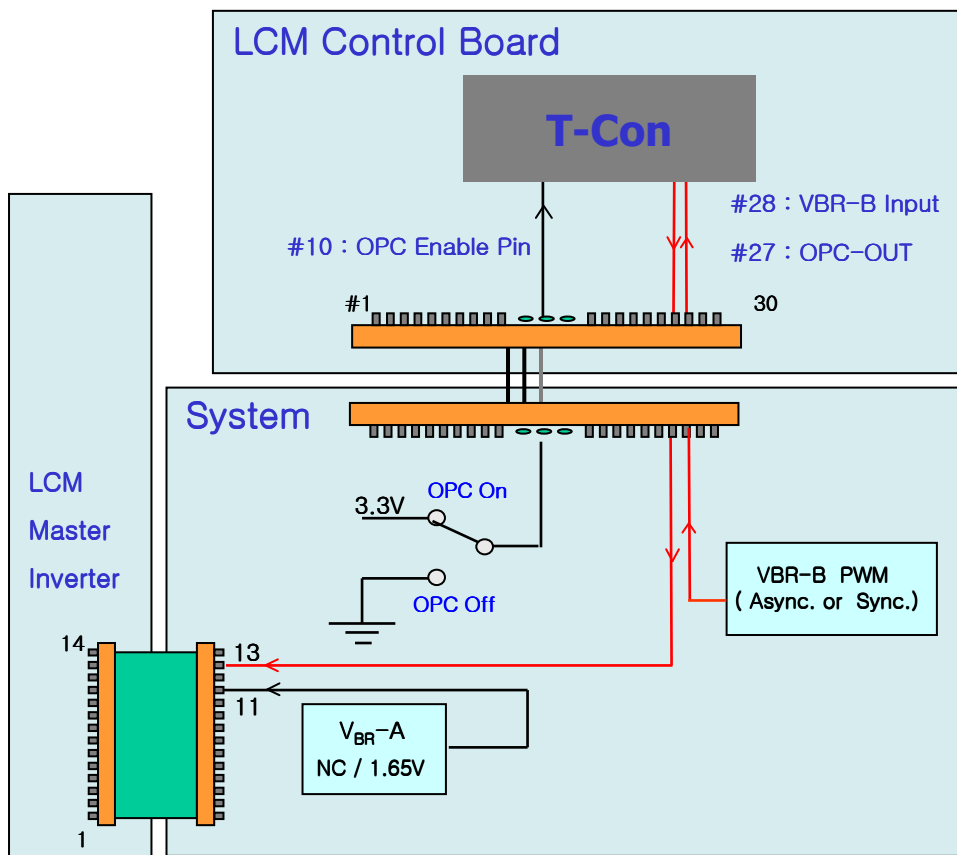 LCM Control Board
T-Con
#28 : VBR-B Input
#10 : OPC Enable Pin
#27 : OPC-OUT
#1
30
System
LCM
Master
Inverter
OPC On
3.3V
OPC Off
VBR-B PWM
( Async. or Sync.)
14
13
11
VBR-A
NC / 1.65V
1